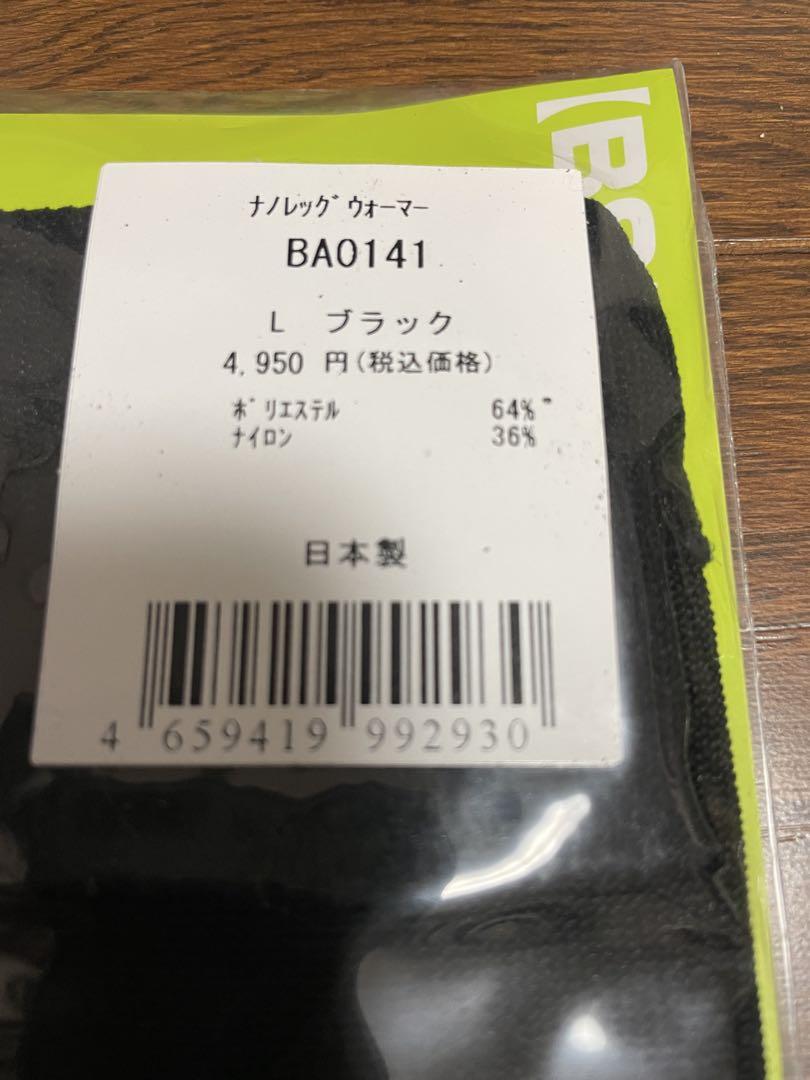 ﾅﾉﾚｯｸﾞｳｫｰﾏｰ
BA0141
L ブラック
4,950 円(税込価格)
ﾎﾟﾘｴｽﾃﾙ 64%
ﾅｲﾛﾝ 36%
日本製
4 659419 992930